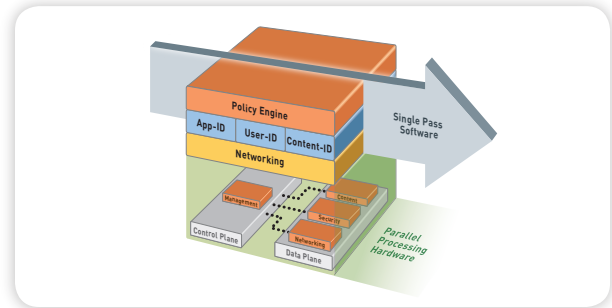 Policy Engine
App-ID
User-ID
Content-ID
Networking
Single Pass
Software
Management
Content
Security
Networking
Control Plane
Data Plane
Parallel
Processing
Hardware